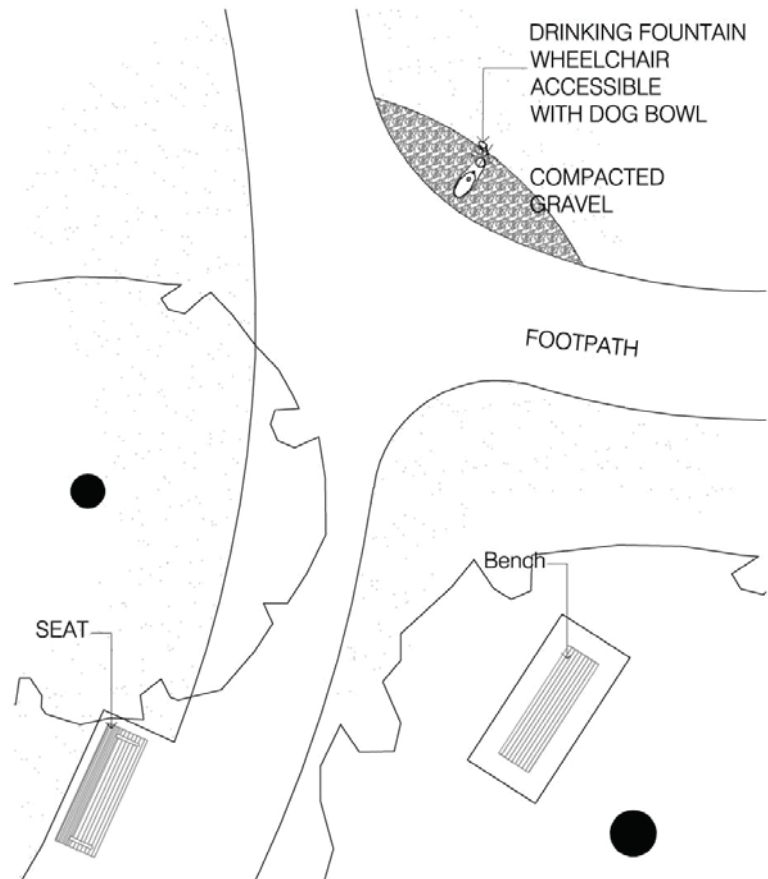 DRINKING FOUNTAIN
WHEELCHAIR
ACCESSIBLE
WITH DOG BOWL
COMPACTED
GRAVEL
FOOTPATH
Bench
SEAT